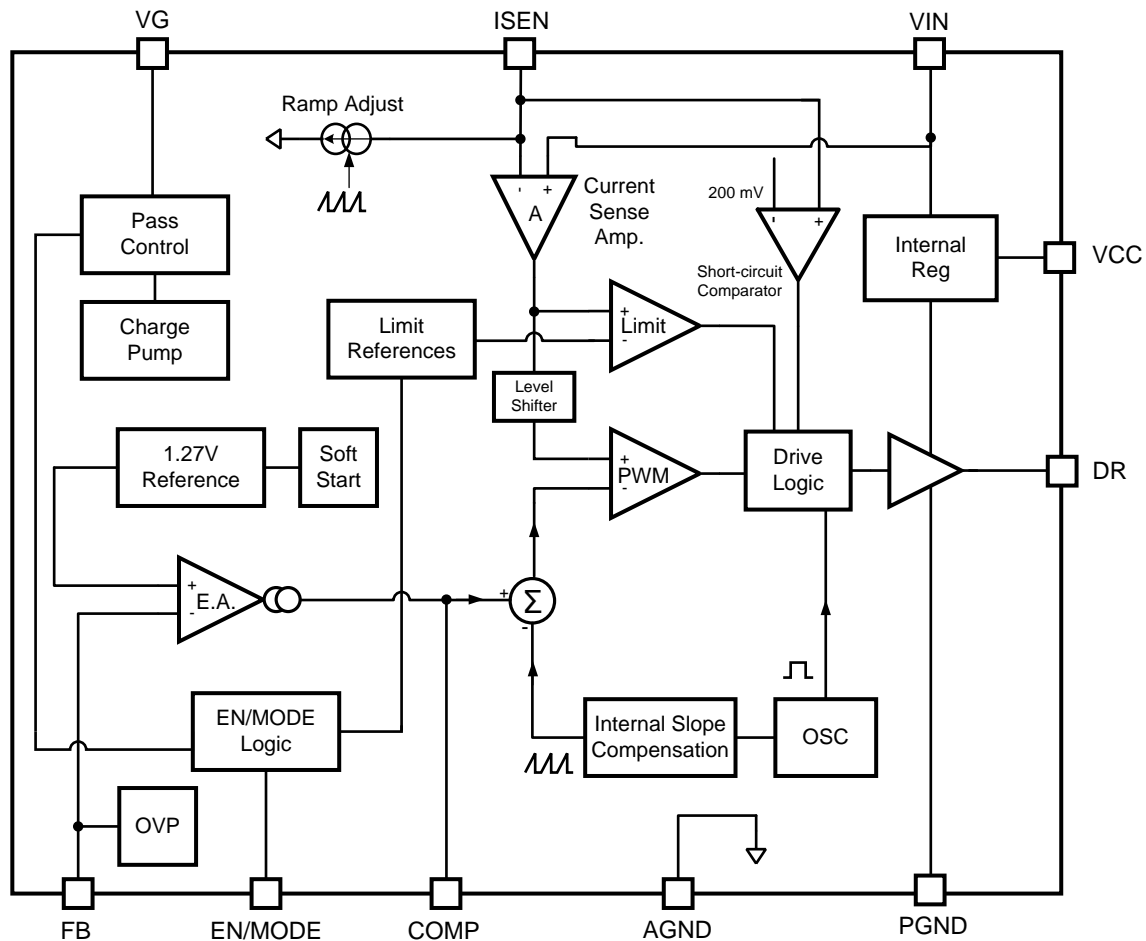 VG
ISEN
VIN
Ramp Adjust
- +
A
Current
Sense
Amp.
200 mV
- +
Pass
Control
Internal
Reg
VCC
Short-circuit
Comparator
Charge
Pump
Limit
References
+
Limit
-
Level
Shifter
1.27V
Reference
Soft
Start
+
PWM
-
Drive
Logic
DR
+
E.A.
-
+
Σ
-
EN/MODE
Logic
Internal Slope
Compensation
OSC
OVP
FB
EN/MODE
COMP
AGND
PGND